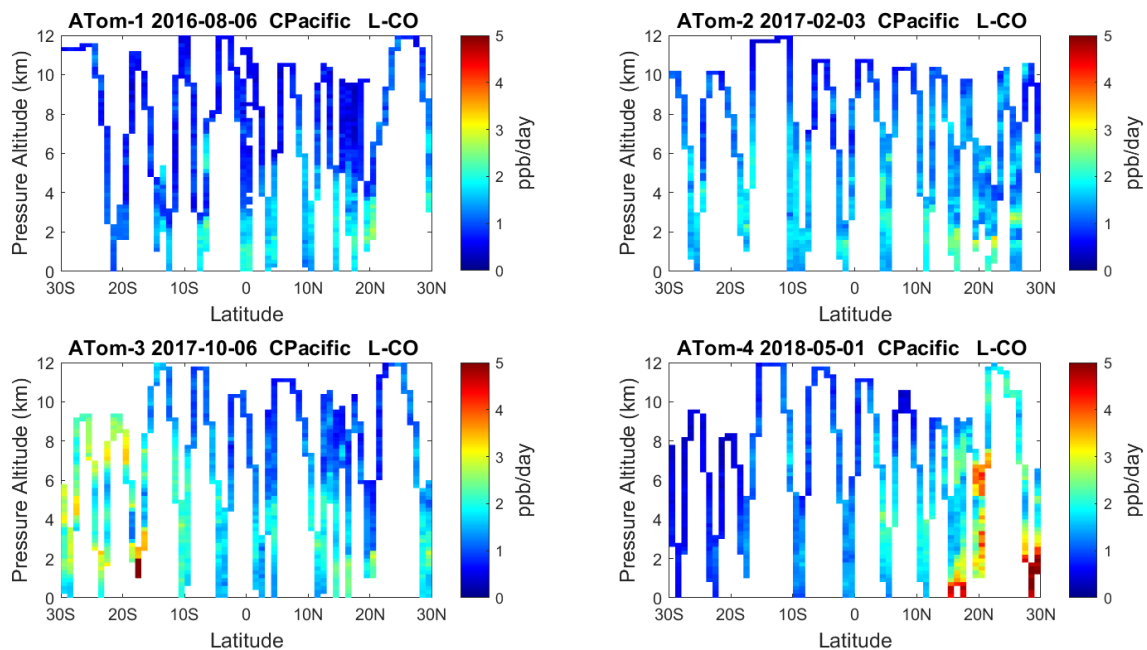 ATom-1 2016-08-06 CPacific L-CO
Pressure Altitude (km)
12
10
8
6
4
2
0
30S 20S 10S 0 10N 20N 30N
Latitude
5
4
3
2
1
0
ppb/day
ATom-2 2017-02-03 CPacific L-CO
Pressure Altitude (km)
12
10
8
6
4
2
0
30S 20S 10S 0 10N 20N 30N
Latitude
5
4
3
2
1
0
ppb/day
ATom-3 2017-10-06 CPacific L-CO
Pressure Altitude (km)
12
10
8
6
4
2
0
30S 20S 10S 0 10N 20N 30N
Latitude
5
4
3
2
1
0
ppb/day
ATom-4 2018-05-01 CPacific L-CO
Pressure Altitude (km)
12
10
8
6
4
2
0
30S 20S 10S 0 10N 20N 30N
Latitude
5
4
3
2
1
0
ppb/day